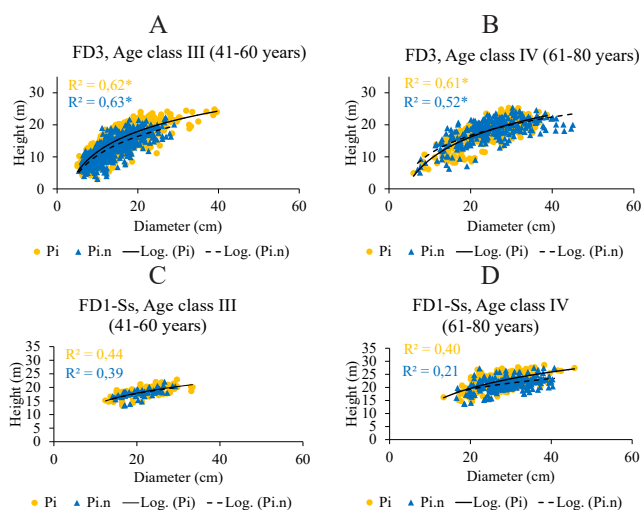 A
FD3, Age class III (41-60 years)
R² = 0,62*
R² = 0,63*
Height (m)
30
20
10
0
0 20 40 60
Diameter (cm)
Pi Pi.n Log. (Pi) Log. (Pi.n)
B
FD3, Age class IV (61-80 years)
R² = 0,61*
R² = 0,52*
Height (m)
30
20
10
0
0 20 40 60
Diameter (cm)
Pi Pi.n Log. (Pi) Log. (Pi.n)
C
FD1-Ss, Age class III
(41-60 years)
R² = 0,44
R² = 0,39
Height (m)
35
30
25
20
15
10
5
0
0 20 40 60
Diameter (cm)
Pi Pi.n Log. (Pi) Log. (Pi.n)
D
FD1-Ss, Age class IV
(61-80 years)
R² = 0,40
R² = 0,21
Height (m)
35
30
25
20
15
10
5
0
0 20 40 60
Diameter (cm)
Pi Pi.n Log. (Pi) Log. (Pi.n)